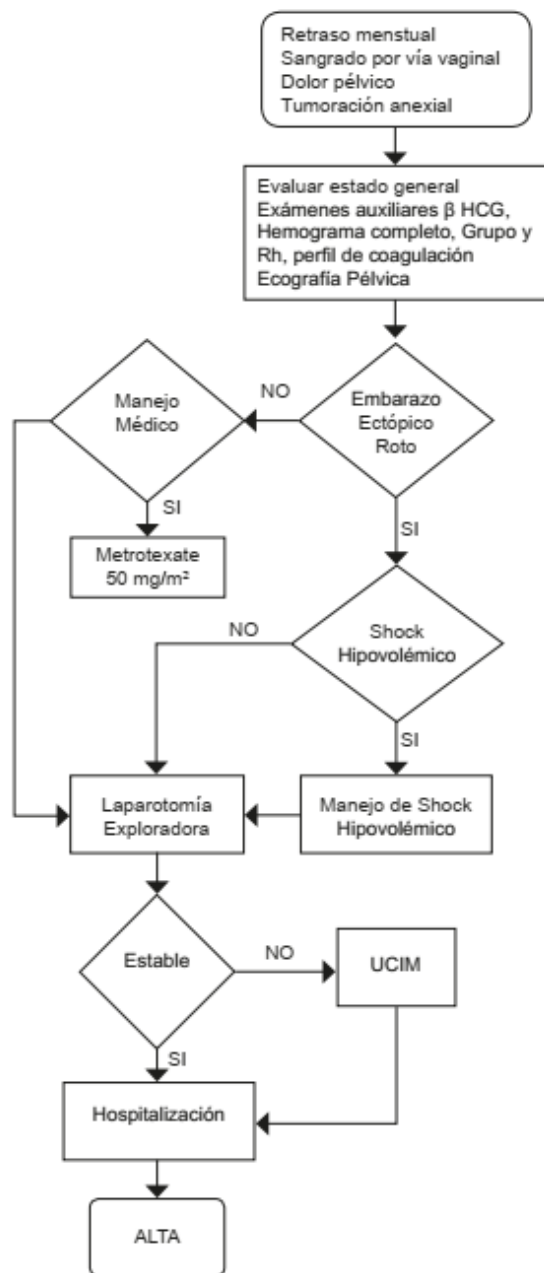 Retraso menstual
Sangrado por vía vaginal
Dolor pélvico
Tumoración anexial
Evaluar estado general
Exámenes auxiliares β HCG,
Hemograma completo, Grupo y
Rh, perfil de coagulación
Ecografía Pélvica
Manejo
Médico
NO
Embarazo
Ectópico
Roto
SI
Metrotexate
50 mg/m²
SI
NO
Shock
Hipovolémico
SI
Laparotomía
Exploradora
Manejo de Shock
Hipovolémico
Estable
NO
UCIM
SI
Hospitalización
ALTA